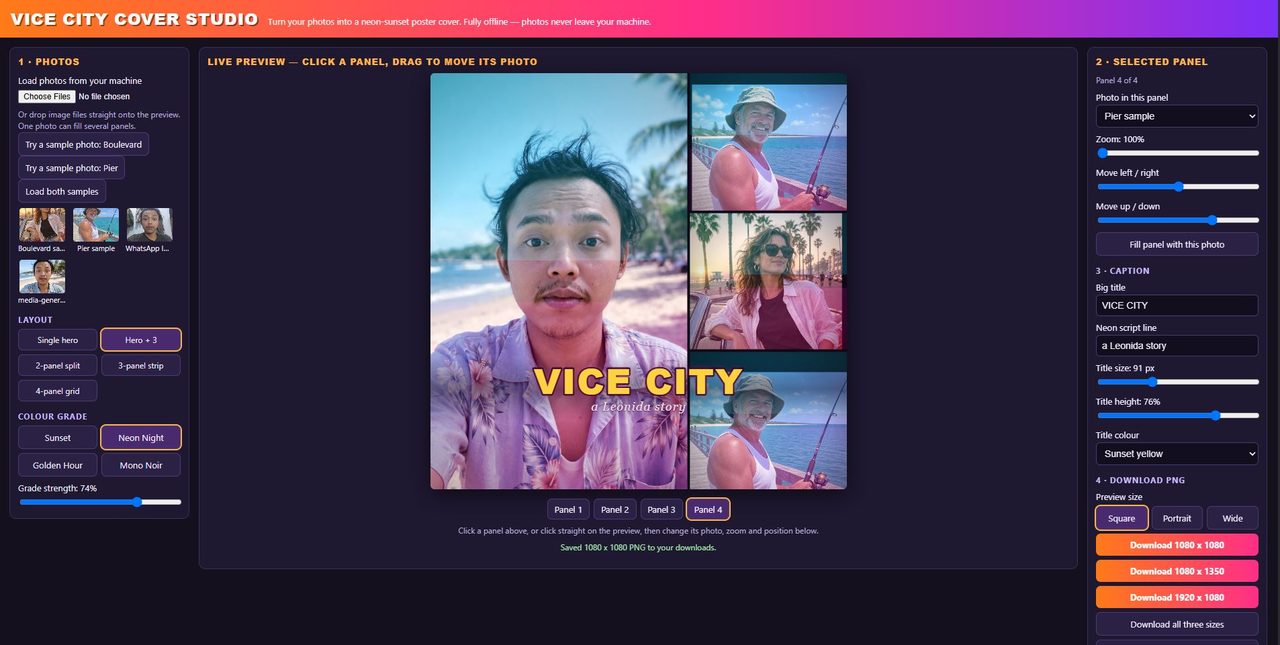 VICE CITY COVER STUDIO
Turn your photos into a neon-sunset poster cover. Fully offline — photos never leave your machine.
1 · PHOTOS
Load photos from your machine
Choose Files No file chosen
Or drop image files straight onto the preview.
One photo can fill several panels.
Try a sample photo: Boulevard
Try a sample photo: Pier
Load both samples
Boulevard sa...
Pier sample
WhatsApp I...
media-gener...
LAYOUT
Single hero
Hero + 3
2-panel split
3-panel strip
4-panel grid
COLOUR GRADE
Sunset
Neon Night
Golden Hour
Mono Noir
Grade strength: 74%
LIVE PREVIEW — CLICK A PANEL, DRAG TO MOVE ITS PHOTO
VICE CITY
a Leonida story
Panel 1
Panel 2
Panel 3
Panel 4
Click a panel above, or click straight on the preview, then change its photo, zoom and position below.
Saved 1080 x 1080 PNG to your downloads.
2 · SELECTED PANEL
Panel 4 of 4
Photo in this panel
Pier sample
Zoom: 100%
Move left / right
Move up / down
Fill panel with this photo
3 · CAPTION
Big title
VICE CITY
Neon script line
a Leonida story
Title size: 91 px
Title height: 76%
Title colour
Sunset yellow
4 · DOWNLOAD PNG
Preview size
Square
Portrait
Wide
Download 1080 x 1080
Download 1080 x 1350
Download 1920 x 1080
Download all three sizes